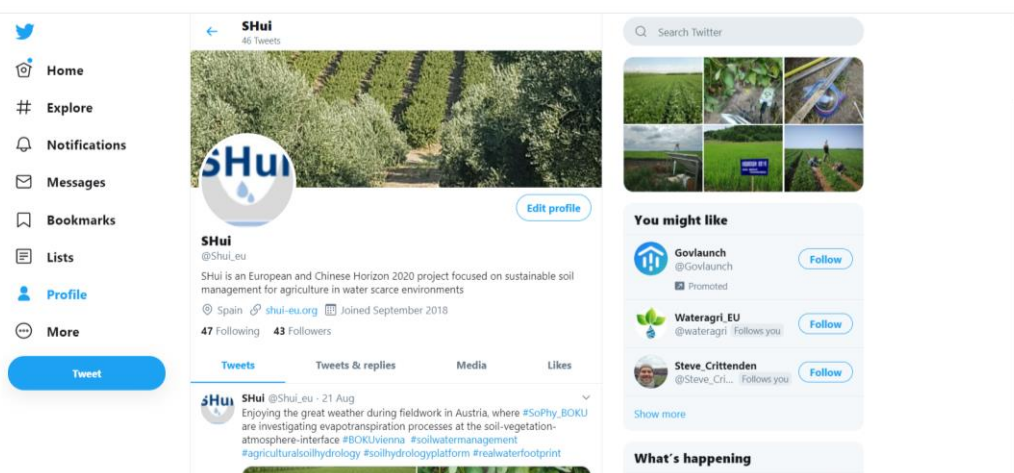 SHui
46 Tweets
Search Twitter
Home
Explore
Notifications
Messages
Bookmarks
Lists
Profile
More
Tweet
SHui
Edit profile
SHui
@Shui_eu
SHui is an European and Chinese Horizon 2020 project focused on sustainable soil
management for agriculture in water scarce environments
Spain shui-eu.org Joined September 2018
47 Following 43 Followers
Tweets Tweets & replies Media Likes
SHui
SHui @Shui_eu · 21 Aug
Enjoying the great weather during fieldwork in Austria, where #SoPhy_BOKU
are investigating evapotranspiration processes at the soil-vegetation-
atmosphere-interface #BOKUvienna #soilwatermanagement
#agriculturalsoilhydrology #soilhydrologyplatform #realwaterfootprint
You might like
Govlaunch
@Govlaunch
Promoted
Follow
Wateragri_EU
@wateragri Follows you
Follow
Steve_Crittenden
@Steve_Cri... Follows you
Follow
Show more
What's happening